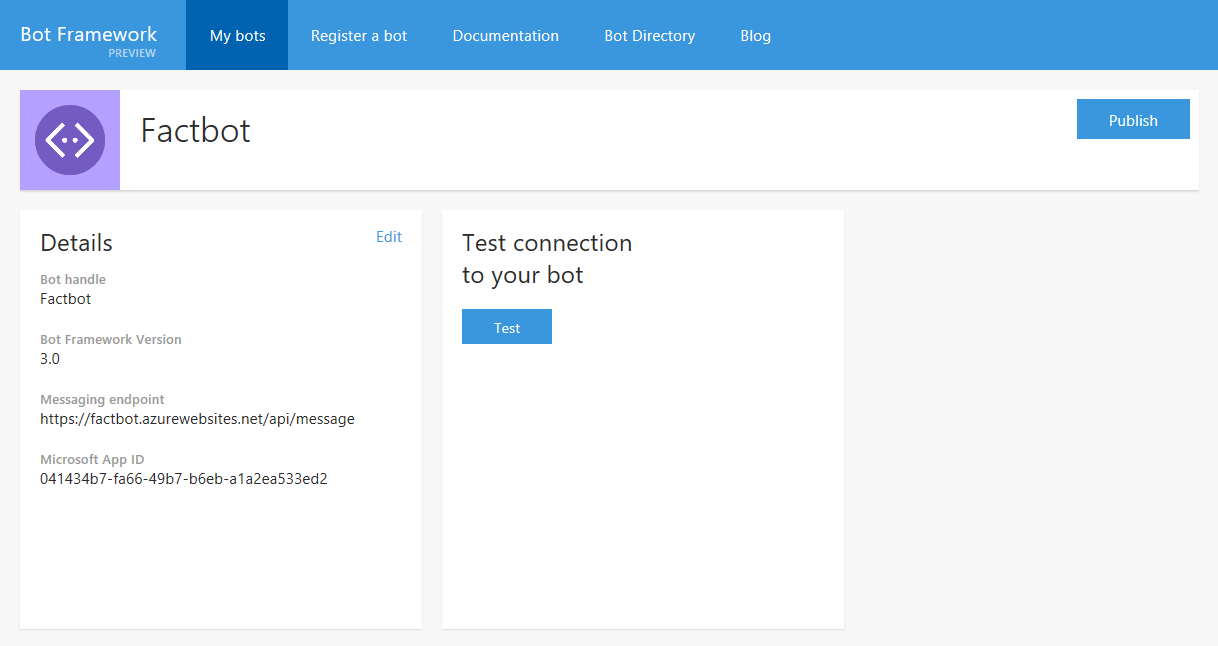 Bot Framework
PREVIEW
My bots
Register a bot
Documentation
Bot Directory
Blog
Factbot
Publish
Details
Edit
Bot handle
Factbot
Bot Framework Version
3.0
Messaging endpoint
https://factbot.azurewebsites.net/api/message
Microsoft App ID
041434b7-fa66-49b7-b6eb-a1a2ea533ed2
Test connection
to your bot
Test